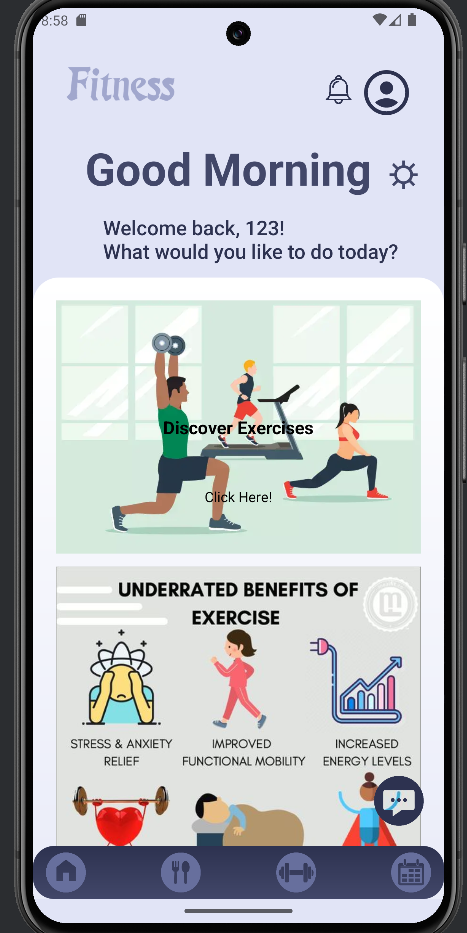 8:58
Fitness
Good Morning
Welcome back, 123!
What would you like to do today?
Discover Exercises
Click Here!
UNDERRATED BENEFITS OF
EXERCISE
STRESS & ANXIETY
RELIEF
IMPROVED
FUNCTIONAL MOBILITY
INCREASED
ENERGY LEVELS